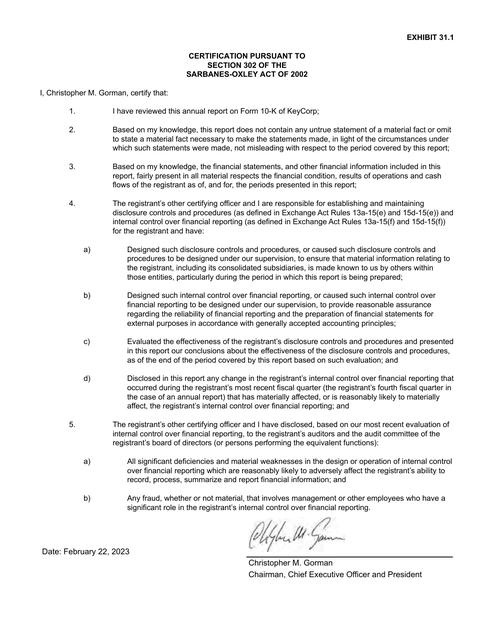 EXHIBIT 31.1
CERTIFICATION PURSUANT TO
SECTION 302 OF THE
SARBANES-OXLEY ACT OF 2002
I, Christopher M. Gorman, certify that:
1. I have reviewed this annual report on Form 10-K of KeyCorp;
2. Based on my knowledge, this report does not contain any untrue statement of a material fact or omit
to state a material fact necessary to make the statements made, in light of the circumstances under
which such statements were made, not misleading with respect to the period covered by this report;
3. Based on my knowledge, the financial statements, and other financial information included in this
report, fairly present in all material respects the financial condition, results of operations and cash
flows of the registrant as of, and for, the periods presented in this report;
4. The registrant's other certifying officer and I are responsible for establishing and maintaining
disclosure controls and procedures (as defined in Exchange Act Rules 13a-15(e) and 15d-15(e)) and
internal control over financial reporting (as defined in Exchange Act Rules 13a-15(f) and 15d-15(f))
for the registrant and have:
a) Designed such disclosure controls and procedures, or caused such disclosure controls and
procedures to be designed under our supervision, to ensure that material information relating to
the registrant, including its consolidated subsidiaries, is made known to us by others within
those entities, particularly during the period in which this report is being prepared;
b) Designed such internal control over financial reporting, or caused such internal control over
financial reporting to be designed under our supervision, to provide reasonable assurance
regarding the reliability of financial reporting and the preparation of financial statements for
external purposes in accordance with generally accepted accounting principles;
c) Evaluated the effectiveness of the registrant's disclosure controls and procedures and presented
in this report our conclusions about the effectiveness of the disclosure controls and procedures,
as of the end of the period covered by this report based on such evaluation; and
d) Disclosed in this report any change in the registrant's internal control over financial reporting that
occurred during the registrant's most recent fiscal quarter (the registrant's fourth fiscal quarter in
the case of an annual report) that has materially affected, or is reasonably likely to materially
affect, the registrant's internal control over financial reporting; and
5. The registrant's other certifying officer and I have disclosed, based on our most recent evaluation of
internal control over financial reporting, to the registrant's auditors and the audit committee of the
registrant's board of directors (or persons performing the equivalent functions):
a) All significant deficiencies and material weaknesses in the design or operation of internal control
over financial reporting which are reasonably likely to adversely affect the registrant's ability to
record, process, summarize and report financial information; and
b) Any fraud, whether or not material, that involves management or other employees who have a
significant role in the registrant's internal control over financial reporting.
Date: February 22, 2023
Christopher M. Gorman
Chairman, Chief Executive Officer and President